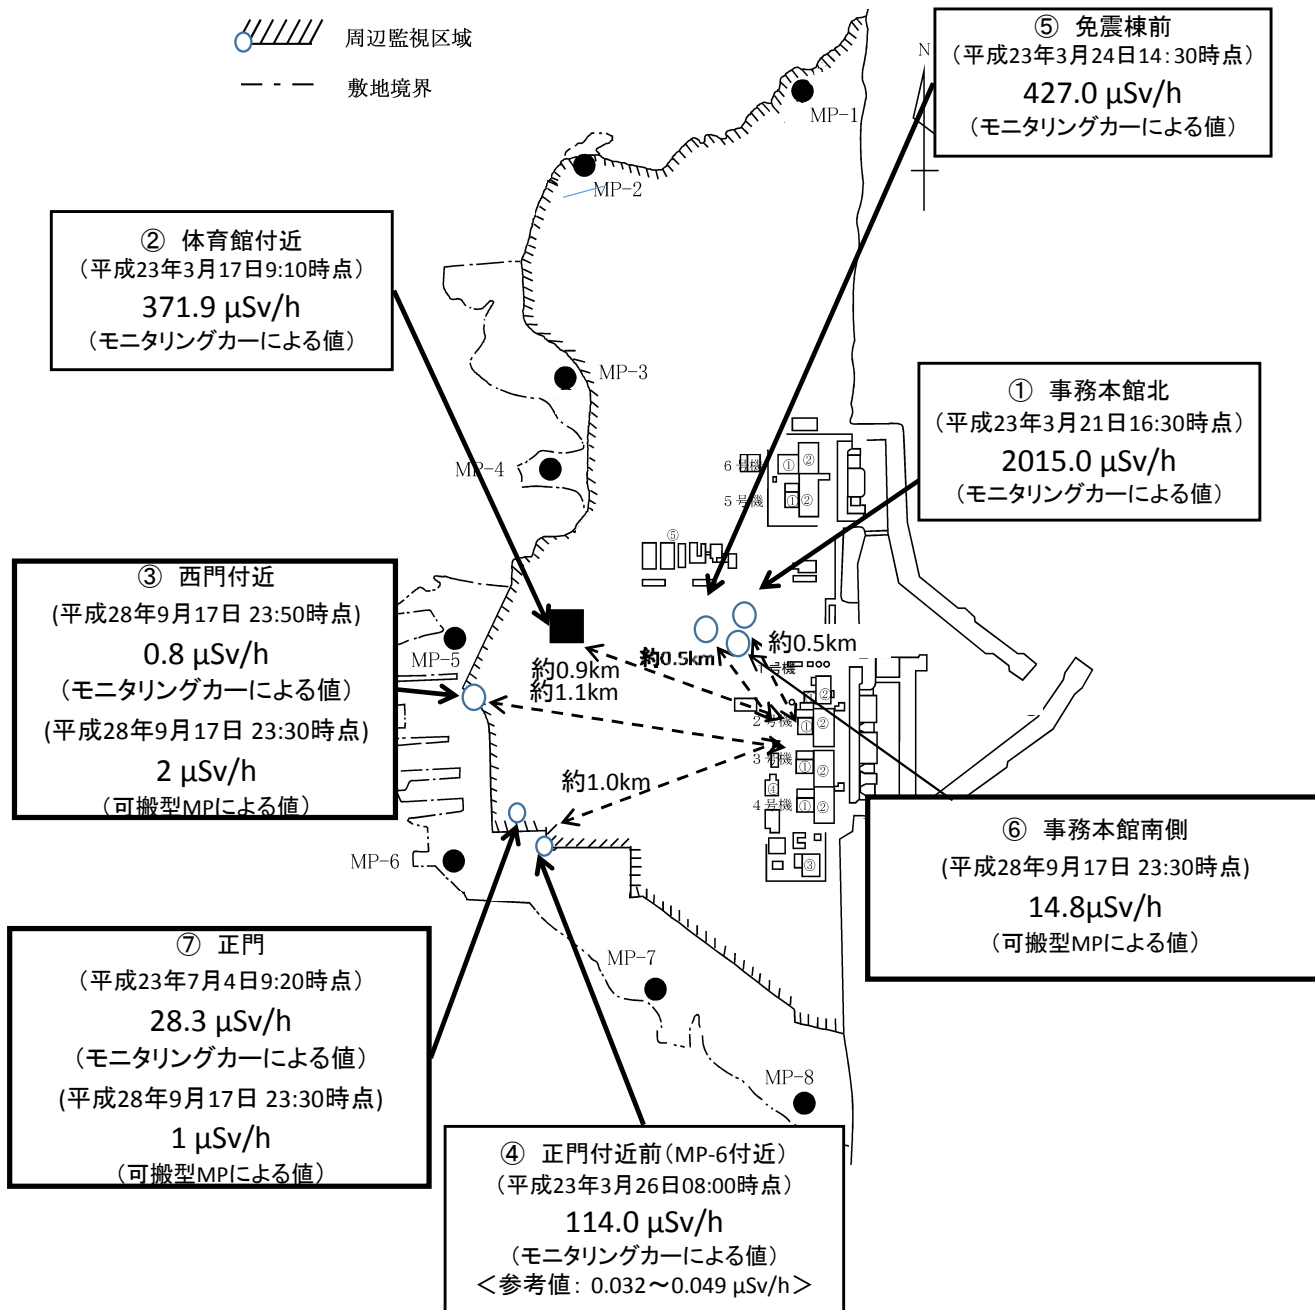 周辺監視区域
敷地境界
⑤ 免震棟前
(平成23年3月24日14:30時点)
427.0 μSv/h
(モニタリングカーによる値)
N
MP-1
MP-2
② 体育館付近
(平成23年3月17日9:10時点)
371.9 μSv/h
(モニタリングカーによる値)
MP-3
① 事務本館北
(平成23年3月21日16:30時点)
2015.0 μSv/h
(モニタリングカーによる値)
MP-4
6号機
① ②
5号機
① ②
⑤
③ 西門付近
(平成28年9月17日 23:50時点)
0.8 μSv/h
(モニタリングカーによる値)
(平成28年9月17日 23:30時点)
2 μSv/h
(可搬型MPによる値)
MP-5
約0.9km
約1.1km
約0.5km
約0.5km
号機
②
2号機
① ②
3号機
① ②
約1.0km
④
4号機
① ②
③
MP-6
⑥ 事務本館南側
(平成28年9月17日 23:30時点)
14.8μSv/h
(可搬型MPによる値)
⑦ 正門
(平成23年7月4日9:20時点)
28.3 μSv/h
(モニタリングカーによる値)
(平成28年9月17日 23:30時点)
1 μSv/h
(可搬型MPによる値)
MP-7
MP-8
④ 正門付近前(MP-6付近)
(平成23年3月26日08:00時点)
114.0 μSv/h
(モニタリングカーによる値)
<参考値: 0.032~0.049 μSv/h>